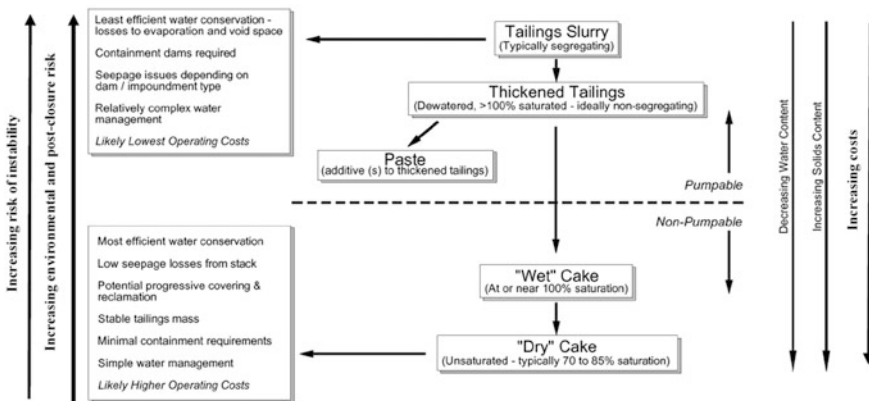 Increasing risk of instability
Increasing environmental and post-closure risk
Least efficient water conservation -
losses to evaporation and void space
Containment dams required
Seepage issues depending on
dam / impoundment type
Relatively complex water
management
Likely Lowest Operating Costs
Tailings Slurry
(Typically segregating)
Thickened Tailings
(Dewatered, >100% saturated - ideally non-segregating)
Paste
(additive (s) to thickened tailings)
Pumpable
Non-Pumpable
Most efficient water conservation
Low seepage losses from stack
Potential progressive covering &
reclamation
Stable tailings mass
Minimal containment requirements
Simple water management
Likely Higher Operating Costs
"Wet" Cake
(At or near 100% saturation)
"Dry" Cake
(Unsaturated - typically 70 to 85% saturation)
Decreasing Water Content
Increasing Solids Content
Increasing costs